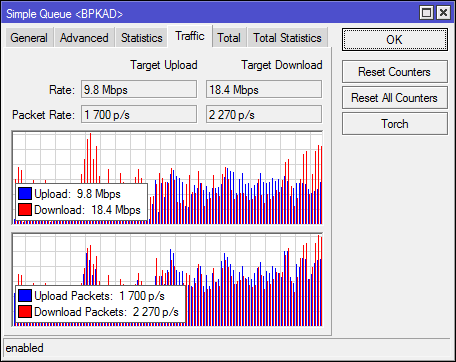 Simple Queue <BPKAD>
General Advanced Statistics Traffic Total Total Statistics
Target Upload Target Download
Rate: 9.8 Mbps 18.4 Mbps
Packet Rate: 1 700 p/s 2 270 p/s
Upload: 9.8 Mbps
Download: 18.4 Mbps
Upload Packets: 1 700 p/s
Download Packets: 2 270 p/s
OK
Reset Counters
Reset All Counters
Torch
enabled